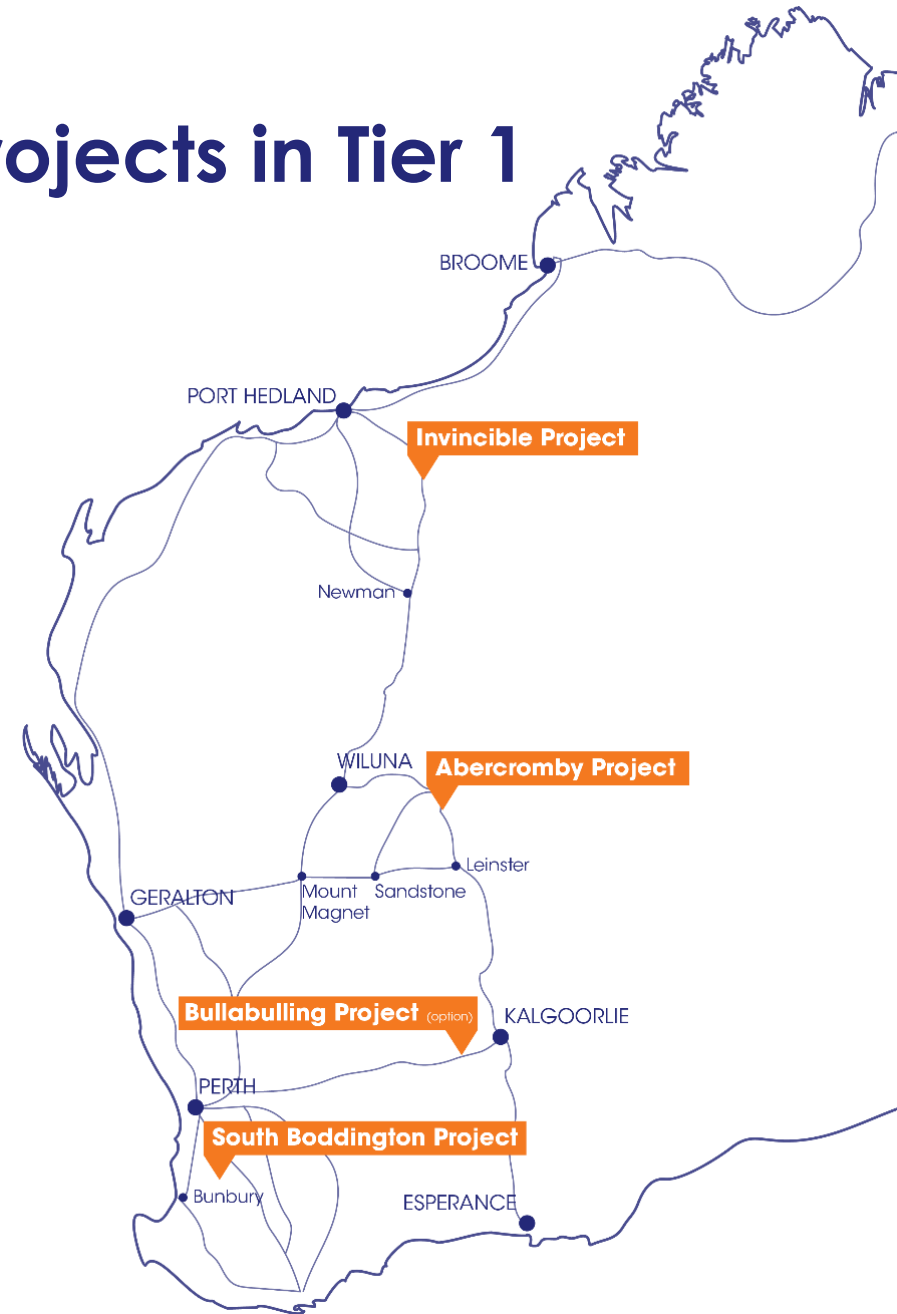 rojects in Tier 1
BROOME
PORT HEDLAND
Invincible Project
Newman
WILUNA
Abercromby Project
Leinster
Mount
Magnet
Sandstone
GERALTON
Bullabulling Project (option)
KALGOORLIE
PERTH
South Boddington Project
Bunbury
ESPERANCE